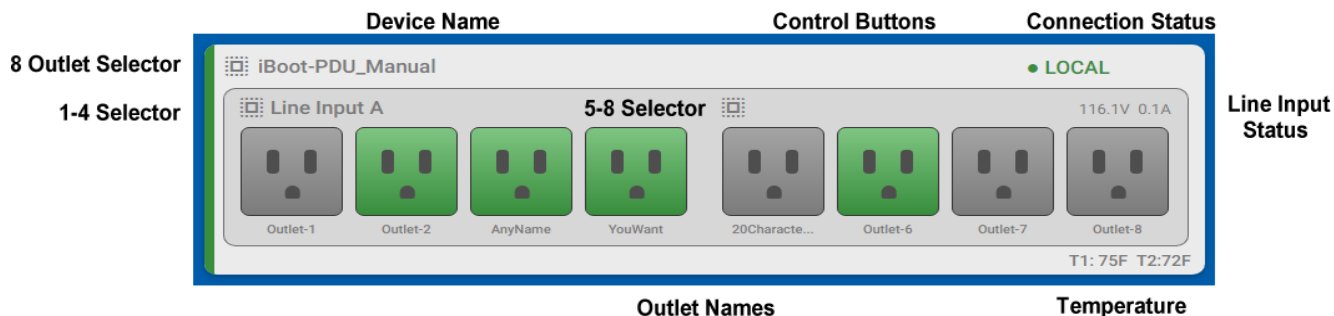 Device Name Control Buttons Connection Status
8 Outlet Selector iBoot-PDU_Manual LOCAL
1-4 Selector Line Input A 5-8 Selector 116.1V 0.1A Line Input
Status
Outlet-1 Outlet-2 AnyName YouWant 20Characte... Outlet-6 Outlet-7 Outlet-8
T1: 75F T2:72F
Outlet Names Temperature